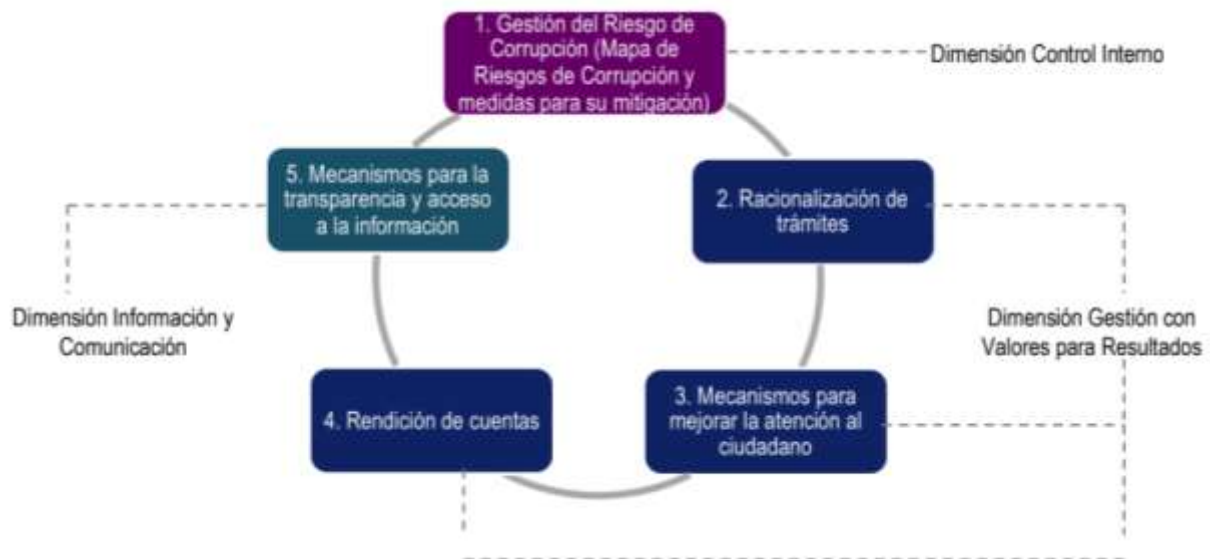 1. Gestión del Riesgo de
Corrupción (Mapa de
Riesgos de Corrupción y
medidas para su mitigación)
Dimensión Control Interno
5. Mecanismos para la
transparencia y acceso
a la información
2. Racionalización de
trámites
Dimensión Información y
Comunicación
Dimensión Gestión con
Valores para Resultados
4. Rendición de cuentas
3. Mecanismos para
mejorar la atención al
ciudadano